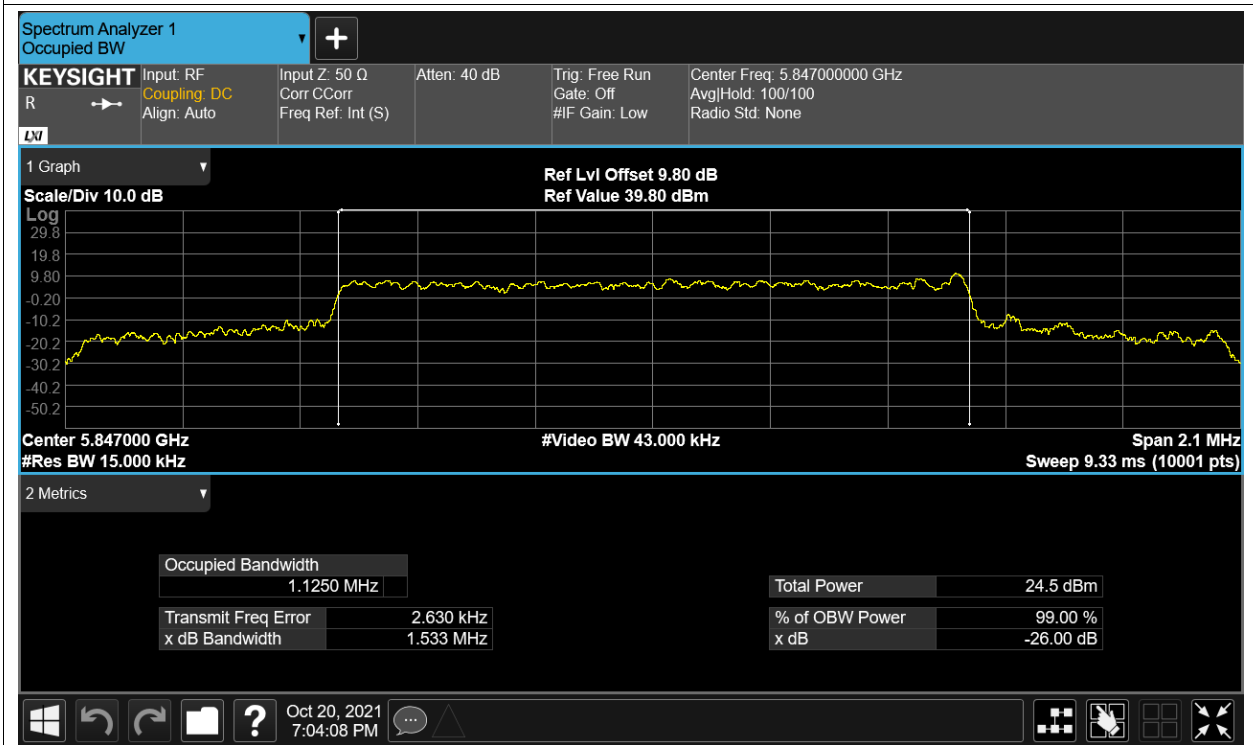 Spectrum Analyzer 1
Occupied BW
KEYSIGHT Input: RF Input Z: 50 Ω Atten: 40 dB Trig: Free Run Center Freq: 5.847000000 GHz
R Coupling: DC Corr CCorr Gate: Off Avg|Hold: 100/100
Align: Auto Freq Ref: Int (S) #IF Gain: Low Radio Std: None
LXI
1 Graph
Ref Lvl Offset 9.80 dB
Scale/Div 10.0 dB Ref Value 39.80 dBm
Log
29.8
19.8
9.80
-0.20
-10.2
-20.2
-30.2
-40.2
-50.2
Center 5.847000 GHz #Video BW 43.000 kHz Span 2.1 MHz
#Res BW 15.000 kHz Sweep 9.33 ms (10001 pts)
2 Metrics
Occupied Bandwidth
1.1250 MHz Total Power 24.5 dBm
Transmit Freq Error 2.630 kHz % of OBW Power 99.00 %
x dB Bandwidth 1.533 MHz x dB -26.00 dB
? Oct 20, 2021
7:04:08 PM